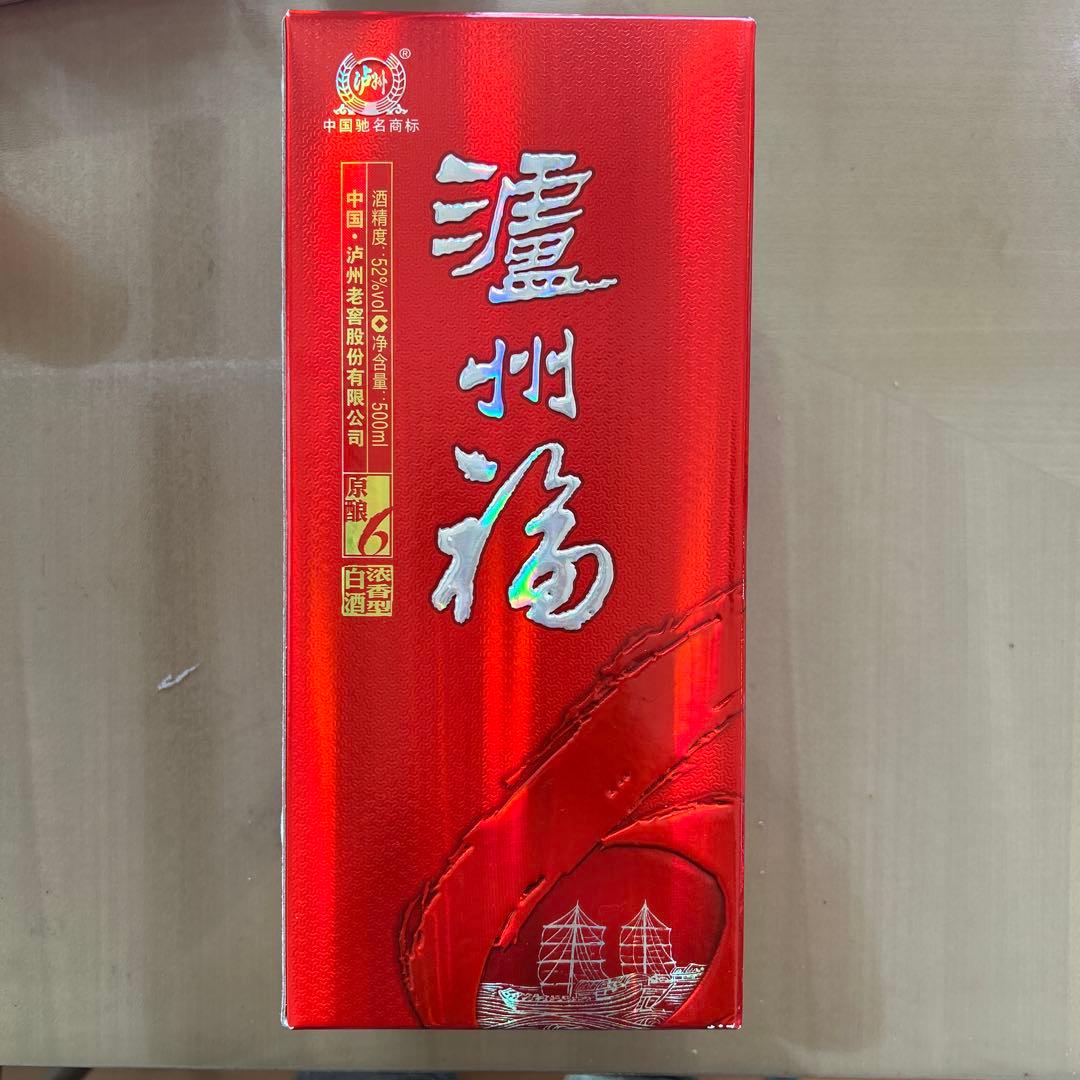 泸州
®
中国驰名商标
瀘州福
酒精度:52%vol 净含量:500ml
中国·泸州老窖股份有限公司
原酿6
浓香型
白酒